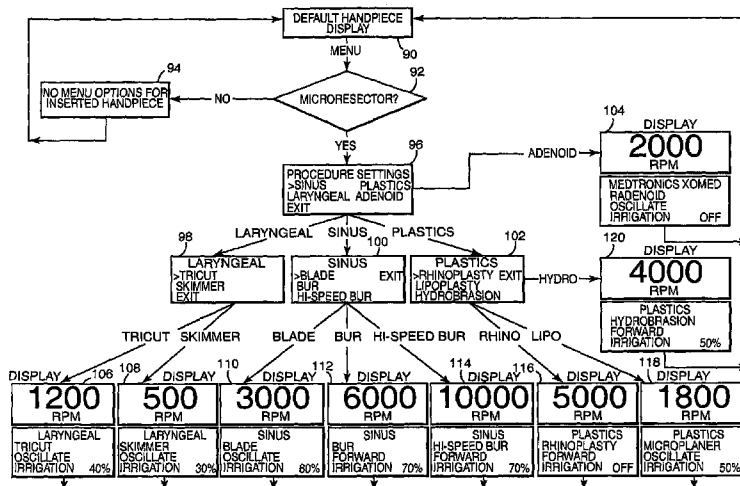 DEFAULT HANDPIECE
DISPLAY
90
MENU
94
92
NO MENU OPTIONS FOR
INSERTED HANDPIECE
NO
MICRORESECTOR?
YES
96
PROCEDURE SETTINGS
>SINUS PLASTICS
LARYNGEAL ADENOID
EXIT
ADENOID
104
DISPLAY
2000
RPM
MEDTRONICS XOMED
RADENOID
OSCILLATE
IRRIGATION OFF
LARYNGEAL SINUS PLASTICS
98
LARYNGEAL
>TRICUT
SKIMMER
EXIT
100
SINUS
>BLADE EXIT
BUR
HI-SPEED BUR
102
PLASTICS
>RHINOPLASTY EXIT
LIPOPLASTY
HYDROBRASION
HYDRO
120
DISPLAY
4000
RPM
PLASTICS
HYDROBRASION
FORWARD
IRRIGATION 50%
TRICUT SKIMMER BLADE BUR HI-SPEED BUR RHINO LIPO
DISPLAY 106
1200
RPM
LARYNGEAL
TRICUT
OSCILLATE
IRRIGATION 40%
108 DISPLAY
500
RPM
LARYNGEAL
SKIMMER
OSCILLATE
IRRIGATION 30%
110 DISPLAY
3000
RPM
SINUS
BLADE
OSCILLATE
IRRIGATION 60%
112 DISPLAY
6000
RPM
SINUS
BUR
FORWARD
IRRIGATION 70%
114 DISPLAY
10000
RPM
SINUS
HI-SPEED BUR
FORWARD
IRRIGATION 70%
116 DISPLAY
5000
RPM
PLASTICS
RHINOPLASTY
FORWARD
IRRIGATION OFF
118
DISPLAY
1800
RPM
PLASTICS
MICROPLANER
OSCILLATE
IRRIGATION 50%